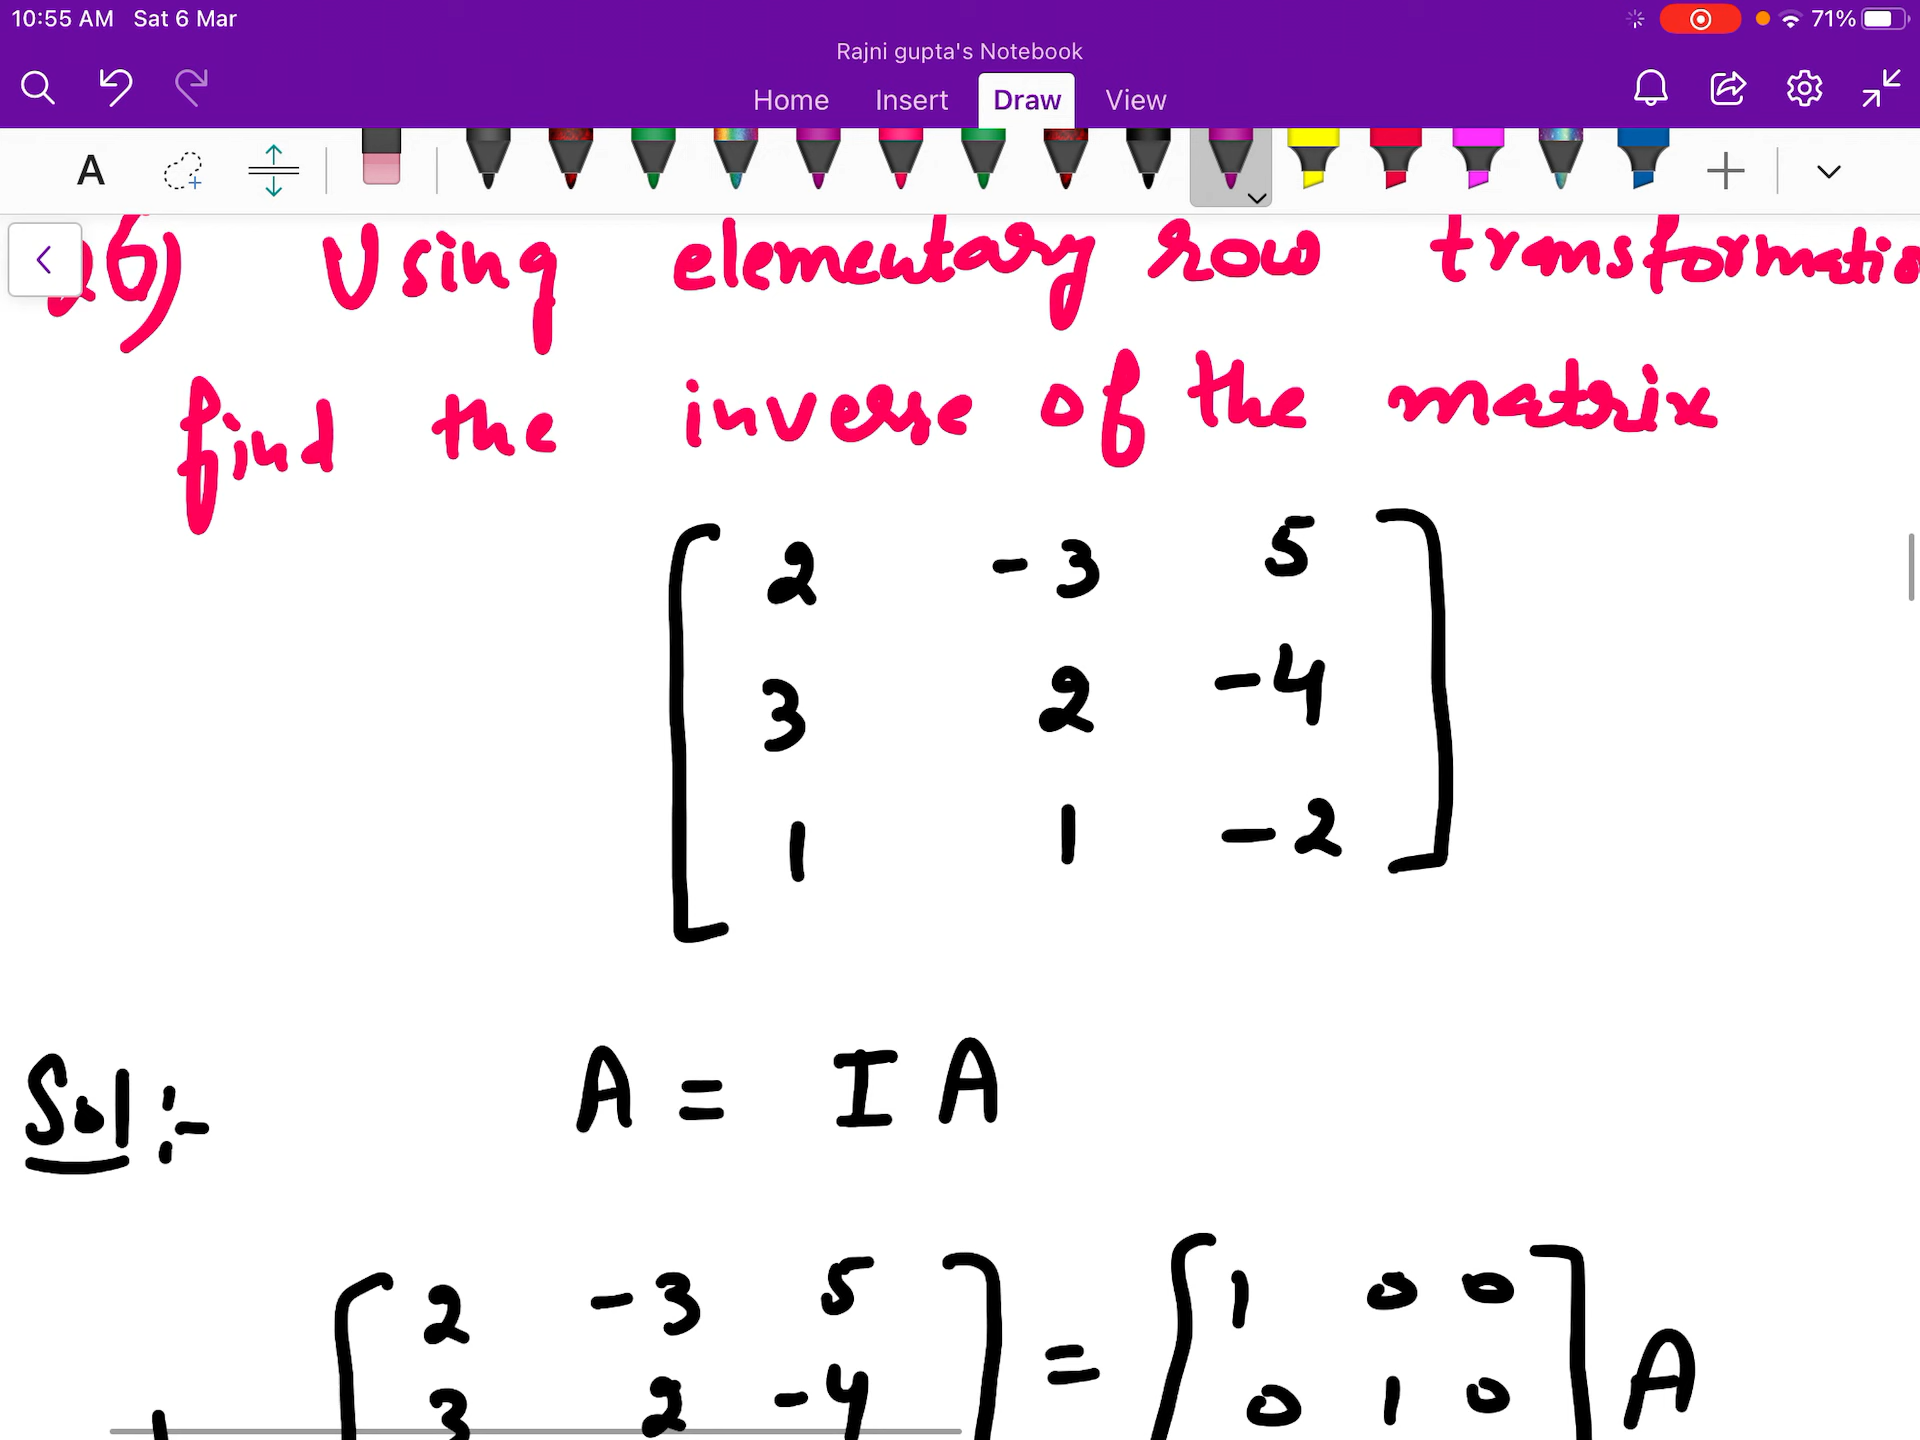 10:55 AM Sat 6 Mar
71%
Rajni gupta's Notebook
Home Insert Draw View
A
Using elementary row transformatio
find the inverse of the matrix
2 -3 5
3 2 -4
1 1 -2
Sol:- A = I A
2 -3 5 = 1 0 0 A
3 2 -4 0 1 0